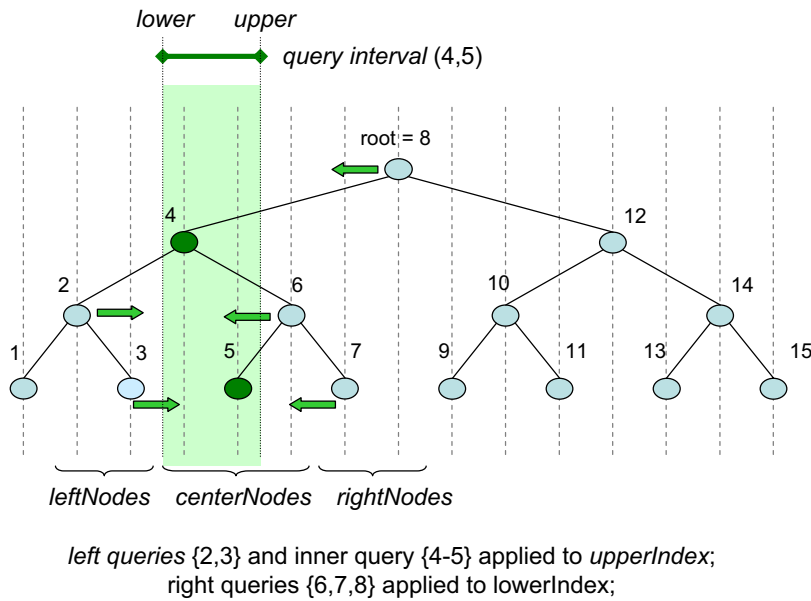 lower upper
query interval (4,5)
root = 8
4 12
2 6 10 14
1 3 5 7 9 11 13 15
leftNodes centerNodes rightNodes
left queries {2,3} and inner query {4-5} applied to upperIndex;
right queries {6,7,8} applied to lowerIndex;